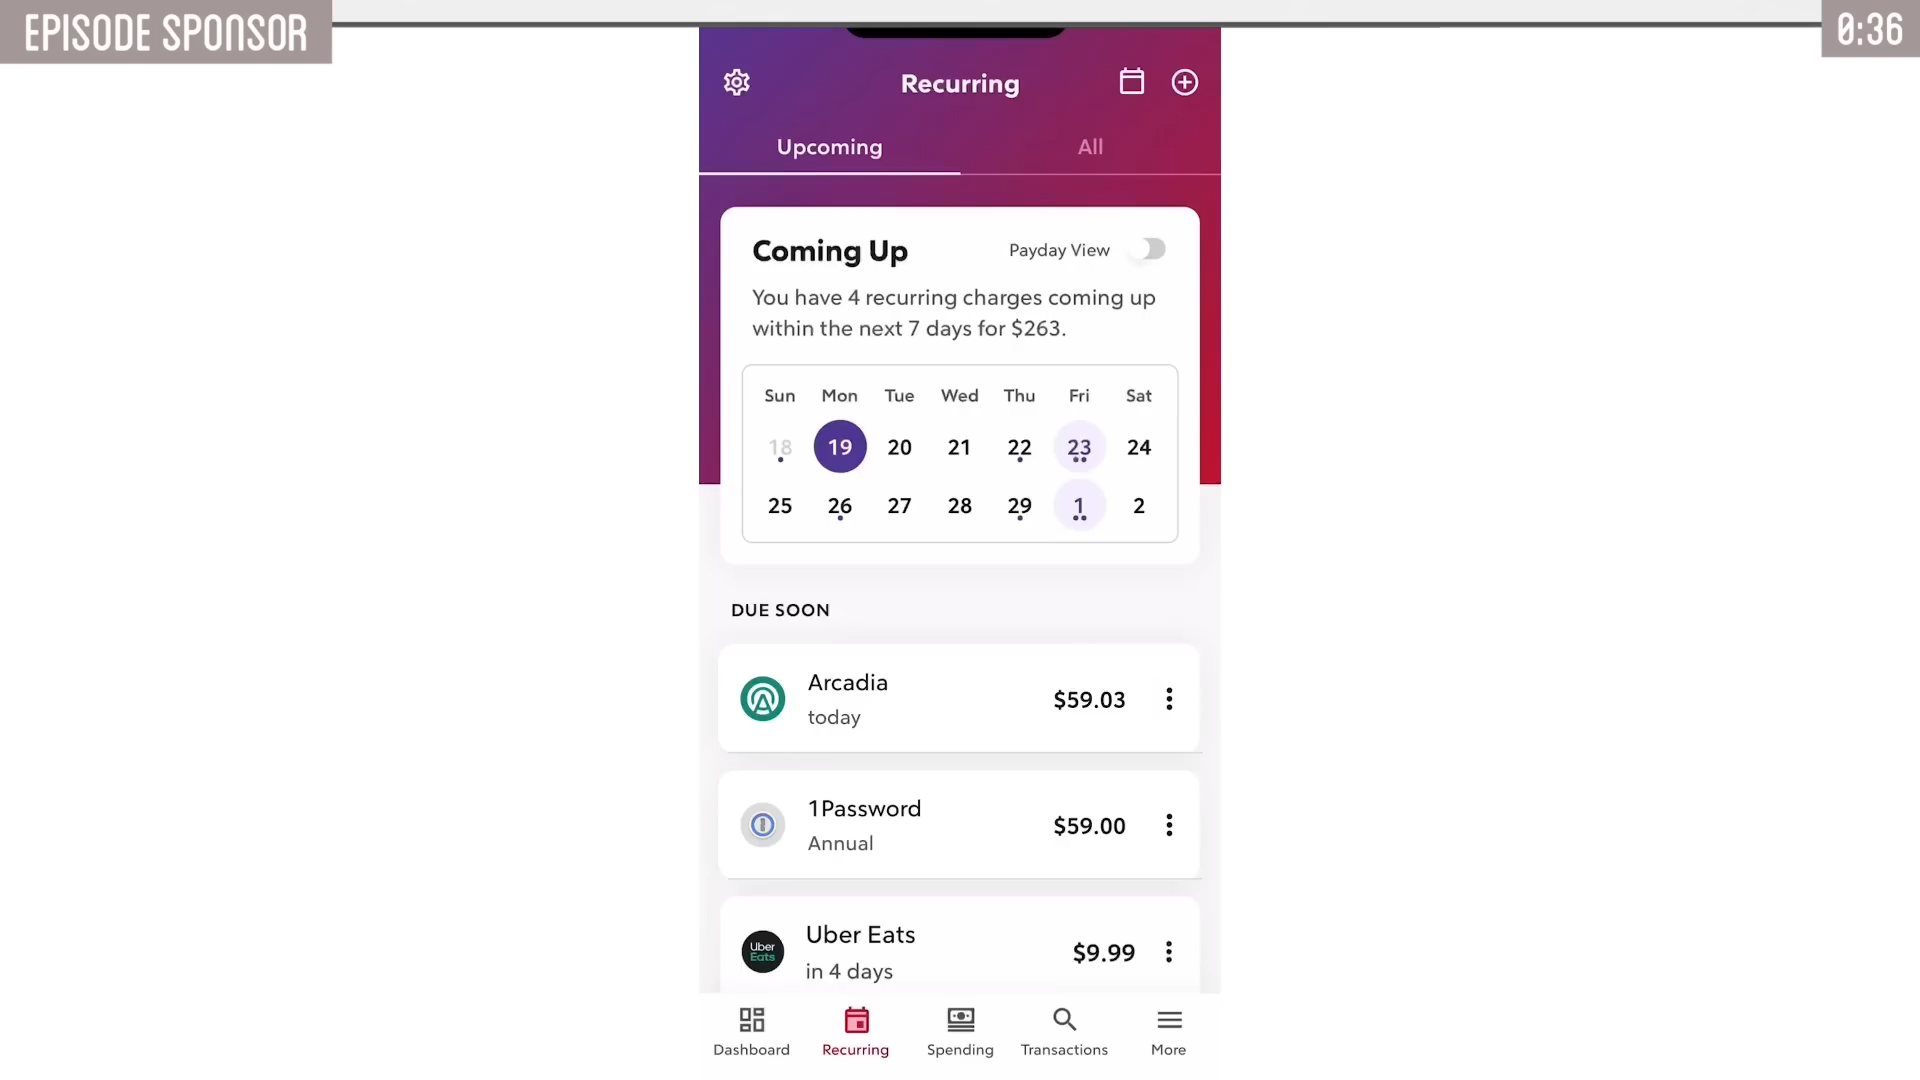 EPISODE SPONSOR
0:36
Recurring
Upcoming
All
Coming Up
Payday View
You have 4 recurring charges coming up
within the next 7 days for $263.
Sun Mon Tue Wed Thu Fri Sat
18 19 20 21 22 23 24
25 26 27 28 29 1 2
DUE SOON
Arcadia
today
$59.03
1Password
Annual
$59.00
Uber
Eats
Uber Eats
in 4 days
$9.99
Dashboard
Recurring
Spending
Transactions
More